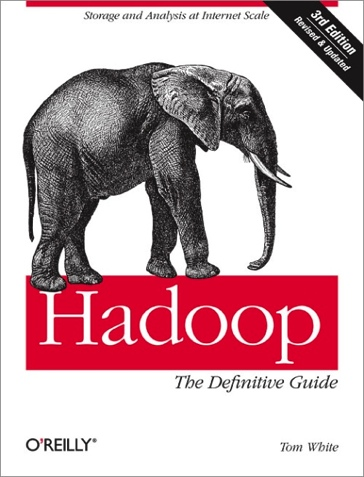 Storage and Analysis at Internet Scale
3rd Edition
Revised & Updated
Hadoop
The Definitive Guide
O'REILLY®
Tom White